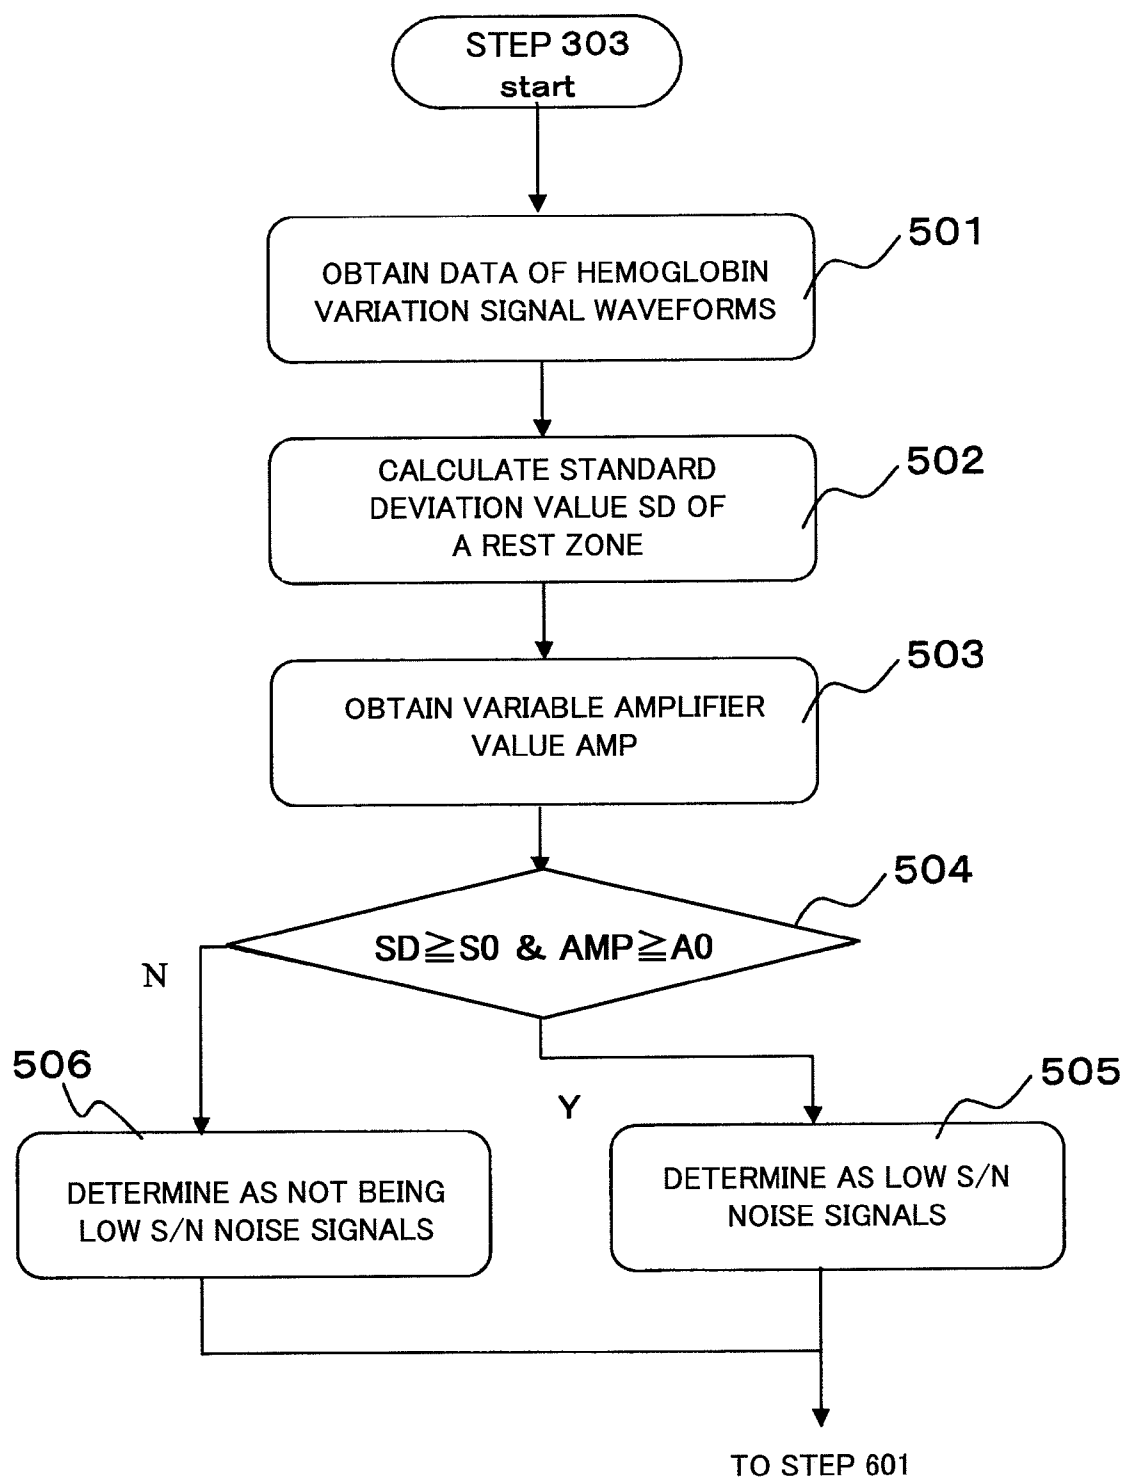 STEP 303
start
501
OBTAIN DATA OF HEMOGLOBIN
VARIATION SIGNAL WAVEFORMS
502
CALCULATE STANDARD
DEVIATION VALUE SD OF
A REST ZONE
503
OBTAIN VARIABLE AMPLIFIER
VALUE AMP
504
SD≧S0 & AMP≧A0
N
Y
506
DETERMINE AS NOT BEING
LOW S/N NOISE SIGNALS
505
DETERMINE AS LOW S/N
NOISE SIGNALS
TO STEP 601